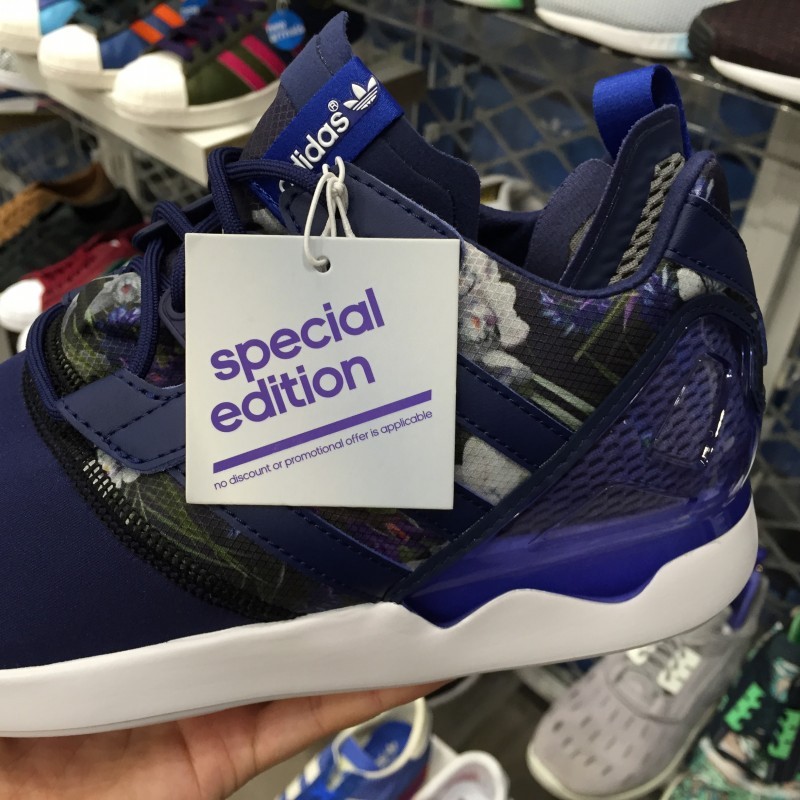 adidas®
special
edition
no discount or promotional offer is applicable